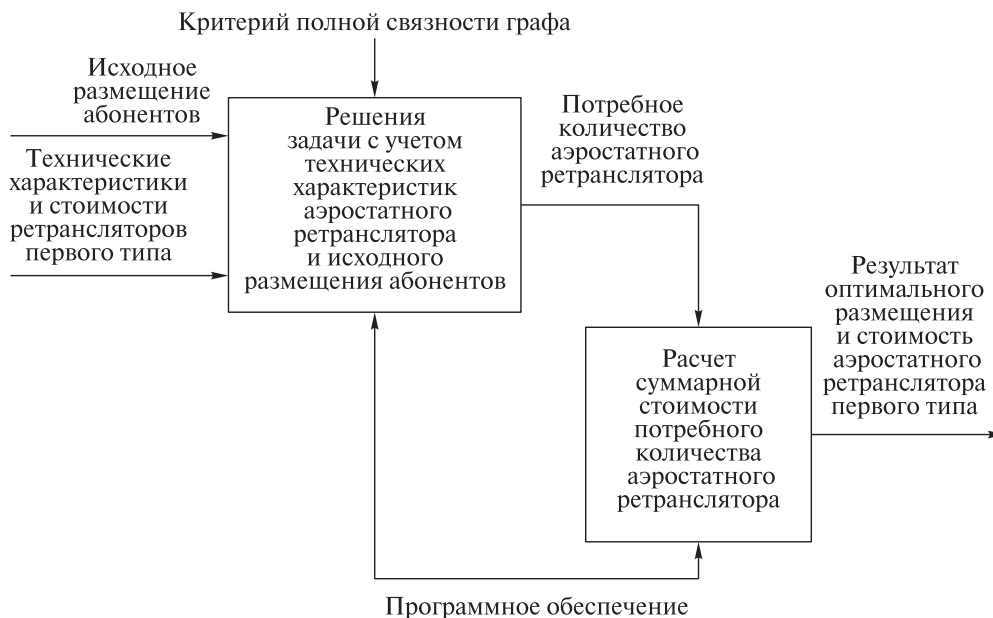 Критерий полной связности графа
Исходное
размещение
абонентов
Технические
характеристики
и стоимости
ретрансляторов
первого типа
Решения
задачи с учетом
технических
характеристик
аэростатного
ретранслятора
и исходного
размещения абонентов
Потребное
количество
аэростатного
ретранслятора
Расчет
суммарной
стоимости
потребного
количества
аэростатного
ретранслятора
Результат
оптимального
размещения
и стоимость
аэростатного
ретранслятора
первого типа
Программное обеспечение